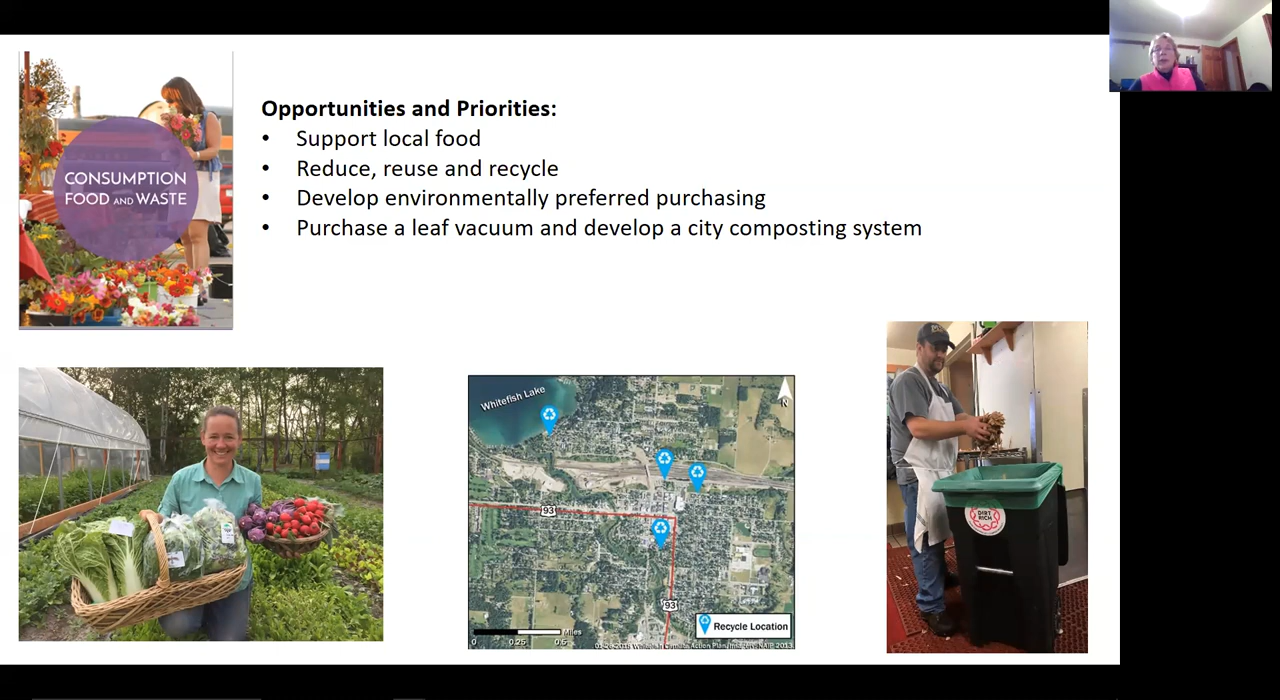 Opportunities and Priorities:
• Support local food
• Reduce, reuse and recycle
• Develop environmentally preferred purchasing
• Purchase a leaf vacuum and develop a city composting system
CONSUMPTION
FOOD AND WASTE
Whitefish Lake
N
93
93
Recycle Location
Miles
0 0.25 0.5
DIRT
RICH